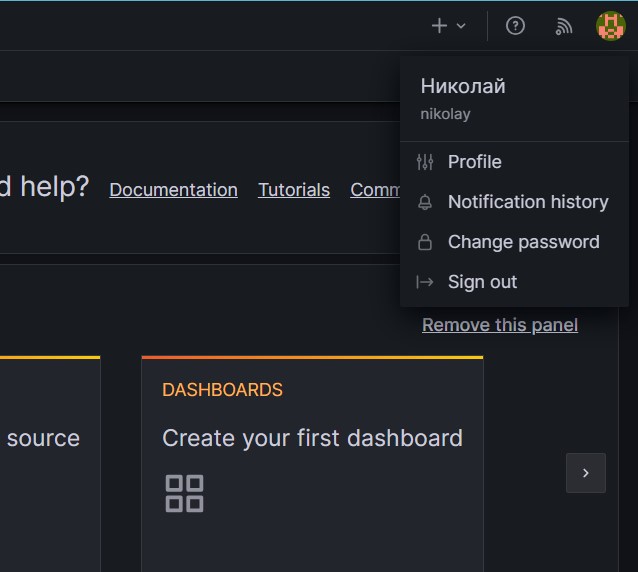 Николай
nikolay
d help? Documentation Tutorials Comm
Profile
Notification history
Change password
Sign out
Remove this panel
DASHBOARDS
source
Create your first dashboard